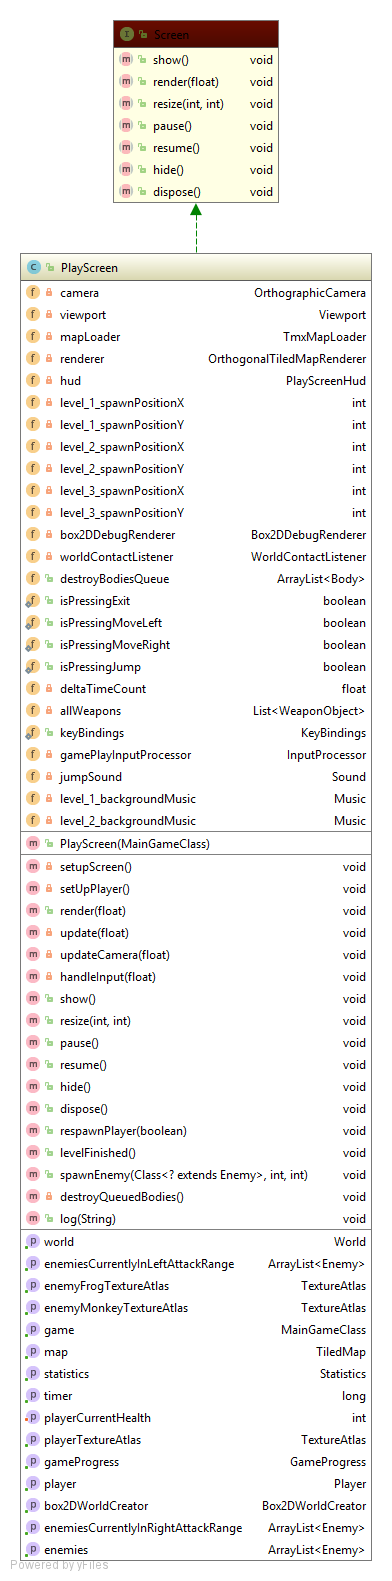 Screen
show() void
render(float) void
resize(int, int) void
pause() void
resume() void
hide() void
dispose() void
PlayScreen
camera OrthographicCamera
viewport Viewport
mapLoader TmxMapLoader
renderer OrthogonalTiledMapRenderer
hud PlayScreenHud
level_1_spawnPositionX int
level_1_spawnPositionY int
level_2_spawnPositionX int
level_2_spawnPositionY int
level_3_spawnPositionX int
level_3_spawnPositionY int
box2DDebugRenderer Box2DDebugRenderer
worldContactListener WorldContactListener
destroyBodiesQueue ArrayList<Body>
isPressingExit boolean
isPressingMoveLeft boolean
isPressingMoveRight boolean
isPressingJump boolean
deltaTimeCount float
allWeapons List<WeaponObject>
keyBindings KeyBindings
gamePlayInputProcessor InputProcessor
jumpSound Sound
level_1_backgroundMusic Music
level_2_backgroundMusic Music
PlayScreen(MainGameClass)
setupScreen() void
setUpPlayer() void
render(float) void
update(float) void
updateCamera(float) void
handleInput(float) void
show() void
resize(int, int) void
pause() void
resume() void
hide() void
dispose() void
respawnPlayer(boolean) void
levelFinished() void
spawnEnemy(Class<? extends Enemy>, int, int) void
destroyQueuedBodies() void
log(String) void
world World
enemiesCurrentlyInLeftAttackRange ArrayList<Enemy>
enemyFrogTextureAtlas TextureAtlas
enemyMonkeyTextureAtlas TextureAtlas
game MainGameClass
map TiledMap
statistics Statistics
timer long
playerCurrentHealth int
playerTextureAtlas TextureAtlas
gameProgress GameProgress
player Player
box2DWorldCreator Box2DWorldCreator
enemiesCurrentlyInRightAttackRange ArrayList<Enemy>
enemies ArrayList<Enemy>
Powered by yFiles